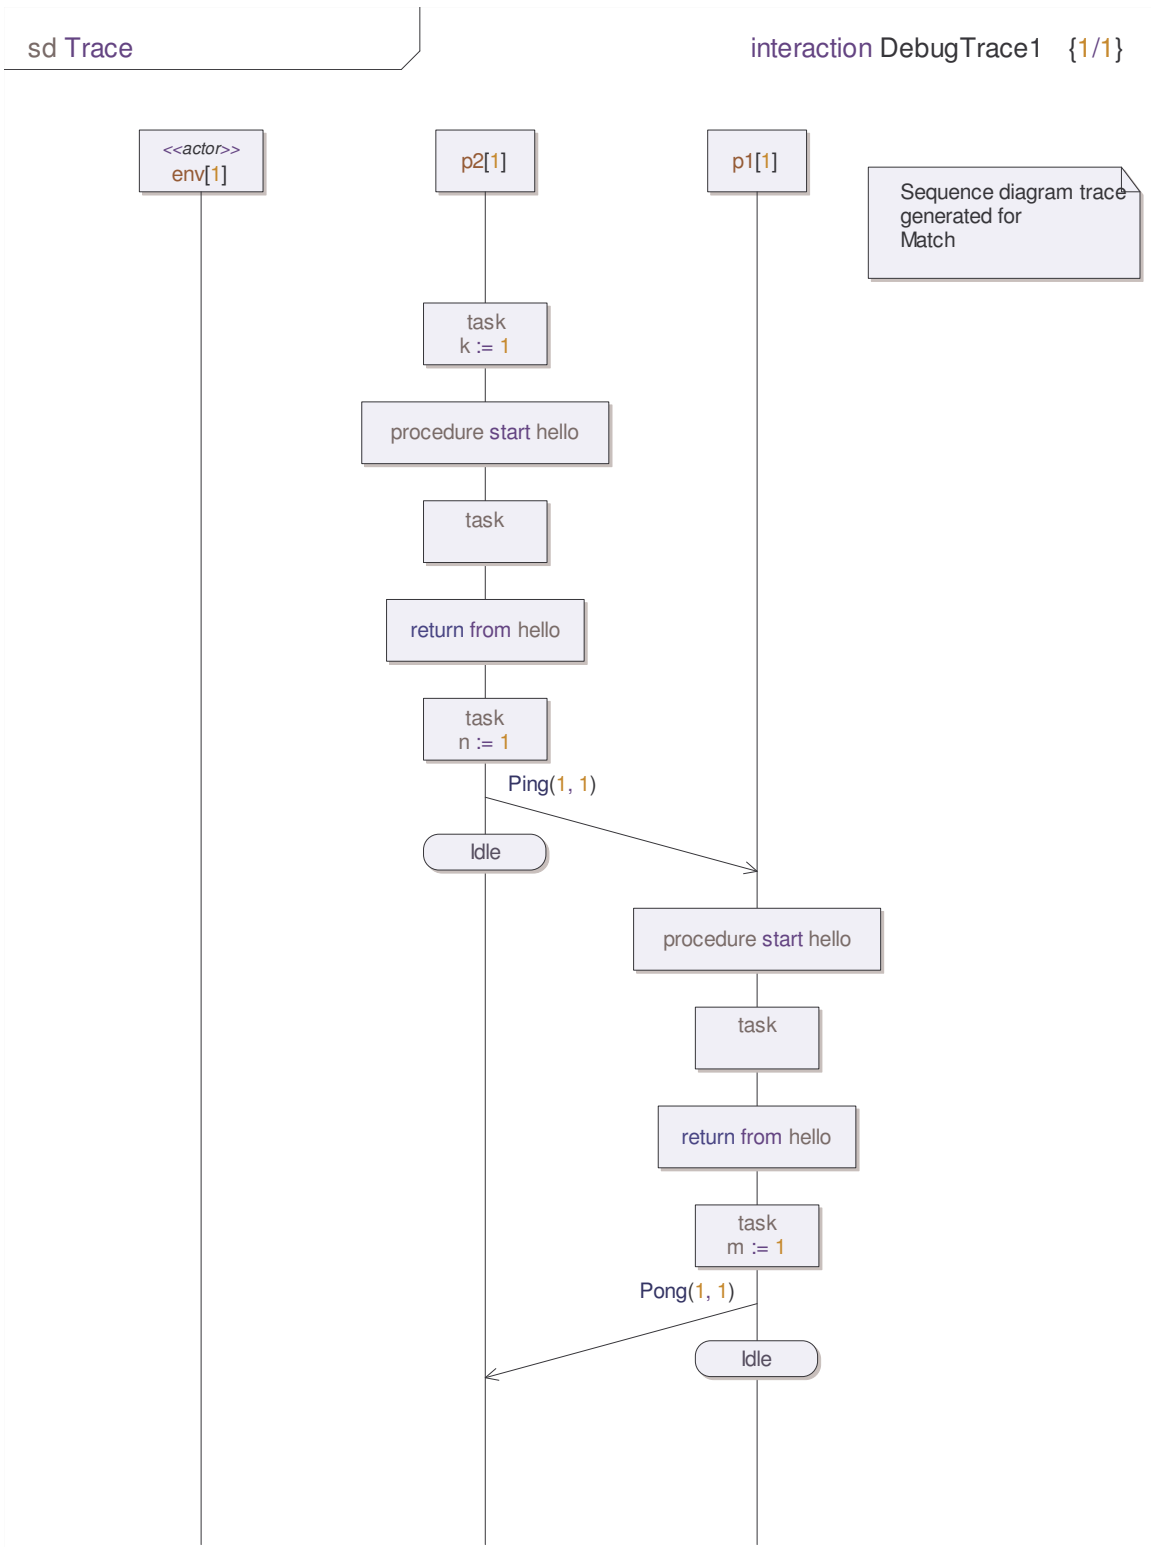 sd Trace
interaction DebugTrace1 {1/1}
<<actor>>
env[1]
p2[1]
p1[1]
Sequence diagram trace
generated for
Match
task
k := 1
procedure start hello
task
return from hello
task
n := 1
Ping(1, 1)
Idle
procedure start hello
task
return from hello
task
m := 1
Pong(1, 1)
Idle